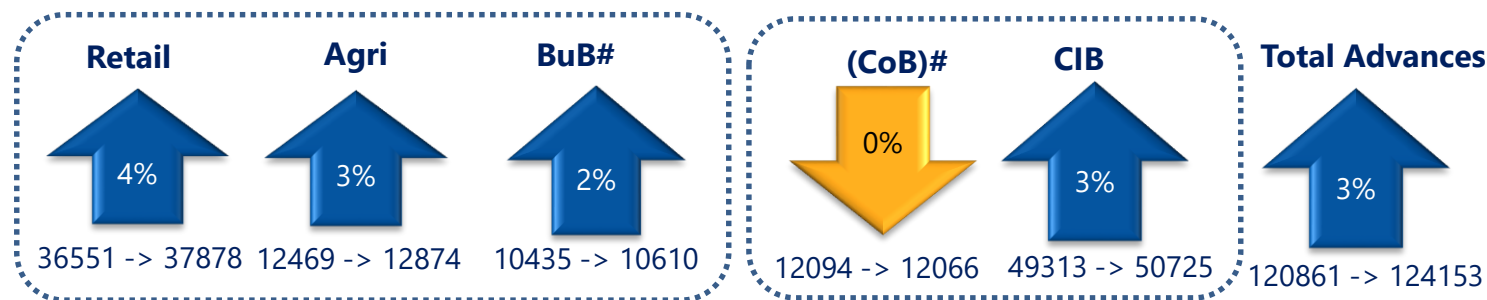 Retail Agri BuB# (CoB)# CIB Total Advances
4% 3% 2% 0% 3% 3%
36551 -> 37878 12469 -> 12874 10435 -> 10610 12094 -> 12066 49313 -> 50725 120861 -> 124153